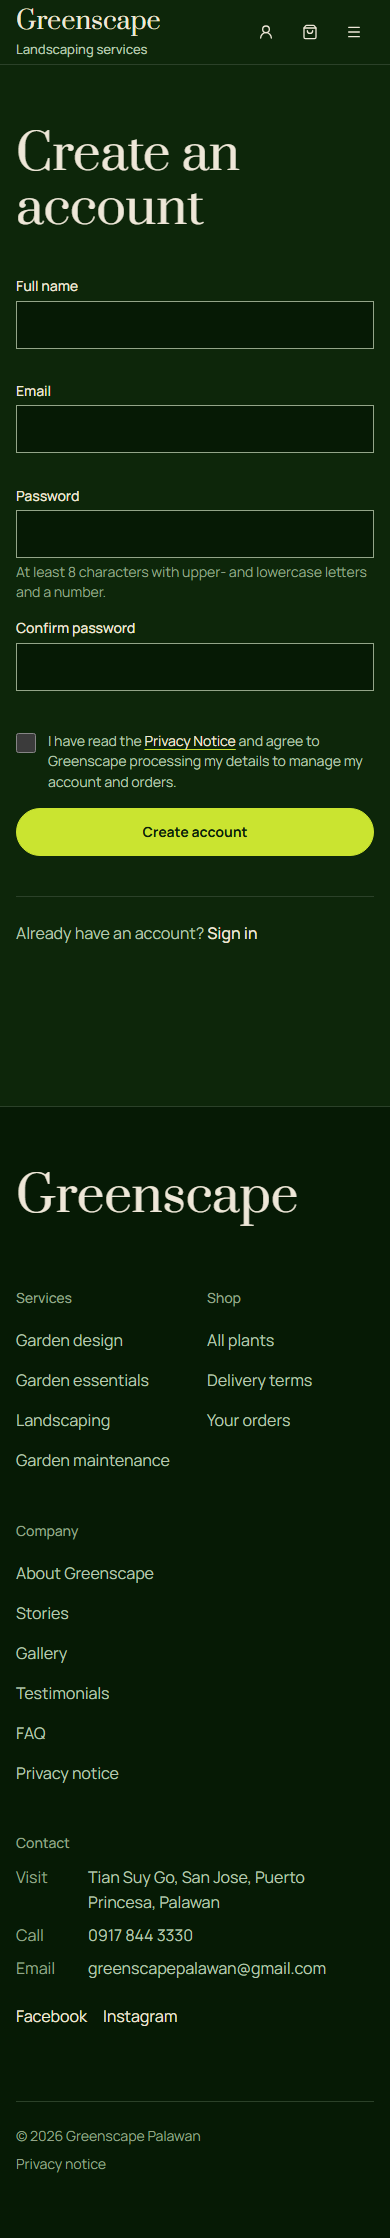 Greenscape
Landscaping services
Create an
account
Full name
Email
Password
At least 8 characters with upper- and lowercase letters
and a number.
Confirm password
I have read the Privacy Notice and agree to
Greenscape processing my details to manage my
account and orders.
Create account
Already have an account? Sign in
Greenscape
Services
Garden design
Garden essentials
Landscaping
Garden maintenance
Shop
All plants
Delivery terms
Your orders
Company
About Greenscape
Stories
Gallery
Testimonials
FAQ
Privacy notice
Contact
Visit Tian Suy Go, San Jose, Puerto
Princesa, Palawan
Call 0917 844 3330
Email greenscapepalawan@gmail.com
Facebook Instagram
© 2026 Greenscape Palawan
Privacy notice